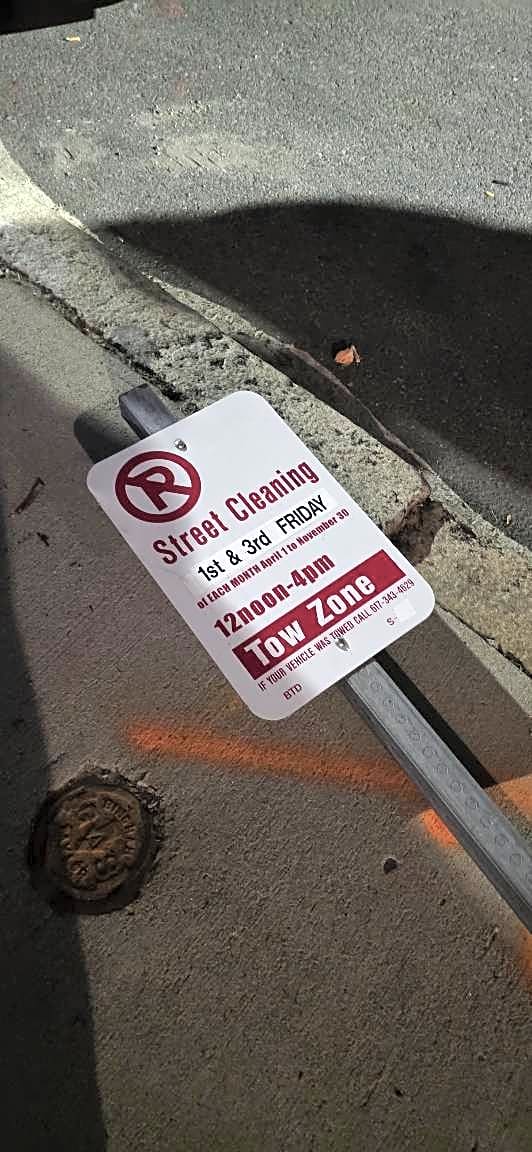 P
Street Cleaning
1st & 3rd FRIDAY
of EACH MONTH April 1 to November 30
12noon-4pm
Tow Zone
IF YOUR VEHICLE WAS TOWED CALL 617-343-4629
S-
BTD